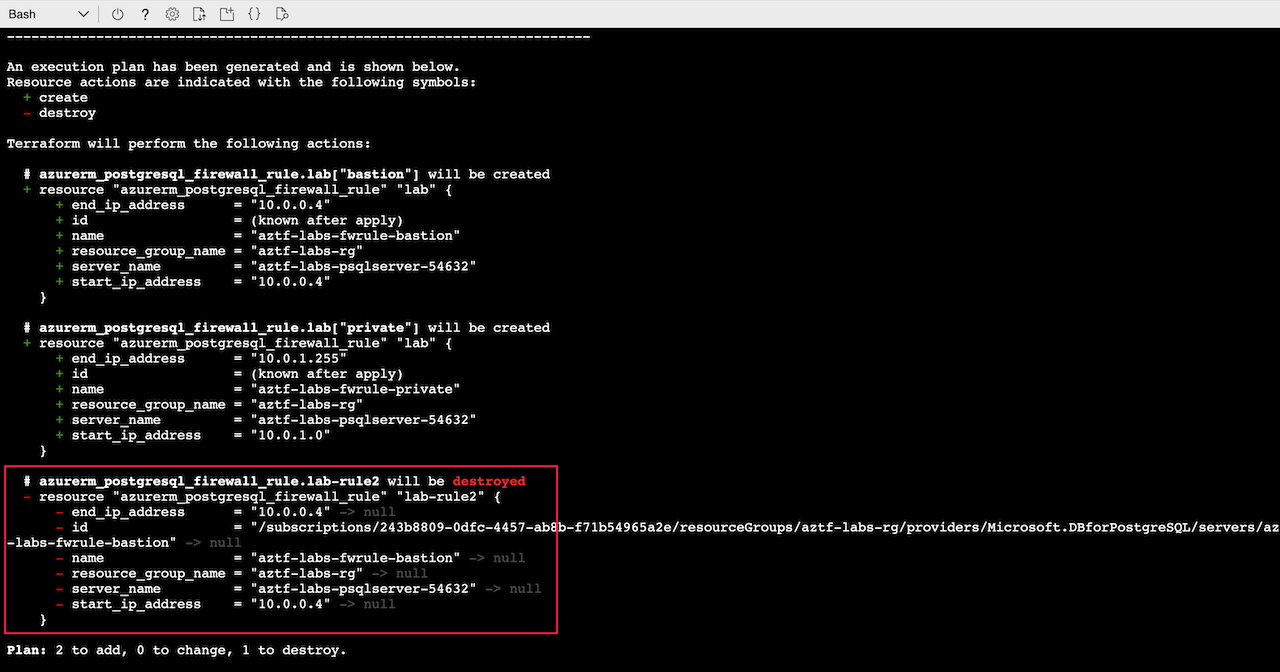 Bash
------------------------------------------------------------------------
An execution plan has been generated and is shown below.
Resource actions are indicated with the following symbols:
  + create
  - destroy
Terraform will perform the following actions:
  # azurerm_postgresql_firewall_rule.lab["bastion"] will be created
  + resource "azurerm_postgresql_firewall_rule" "lab" {
      + end_ip_address      = "10.0.0.4"
      + id                  = (known after apply)
      + name                = "aztf-labs-fwrule-bastion"
      + resource_group_name = "aztf-labs-rg"
      + server_name         = "aztf-labs-psqlserver-54632"
      + start_ip_address    = "10.0.0.4"
    }
  # azurerm_postgresql_firewall_rule.lab["private"] will be created
  + resource "azurerm_postgresql_firewall_rule" "lab" {
      + end_ip_address      = "10.0.1.255"
      + id                  = (known after apply)
      + name                = "aztf-labs-fwrule-private"
      + resource_group_name = "aztf-labs-rg"
      + server_name         = "aztf-labs-psqlserver-54632"
      + start_ip_address    = "10.0.1.0"
    }
  # azurerm_postgresql_firewall_rule.lab-rule2 will be destroyed
  - resource "azurerm_postgresql_firewall_rule" "lab-rule2" {
      - end_ip_address      = "10.0.0.4" -> null
      - id                  = "/subscriptions/243b8809-0dfc-4457-ab8b-f71b54965a2e/resourceGroups/aztf-labs-rg/providers/Microsoft.DBforPostgreSQL/servers/az
-labs-fwrule-bastion" -> null
      - name                = "aztf-labs-fwrule-bastion" -> null
      - resource_group_name = "aztf-labs-rg" -> null
      - server_name         = "aztf-labs-psqlserver-54632" -> null
      - start_ip_address    = "10.0.0.4" -> null
    }
Plan: 2 to add, 0 to change, 1 to destroy.